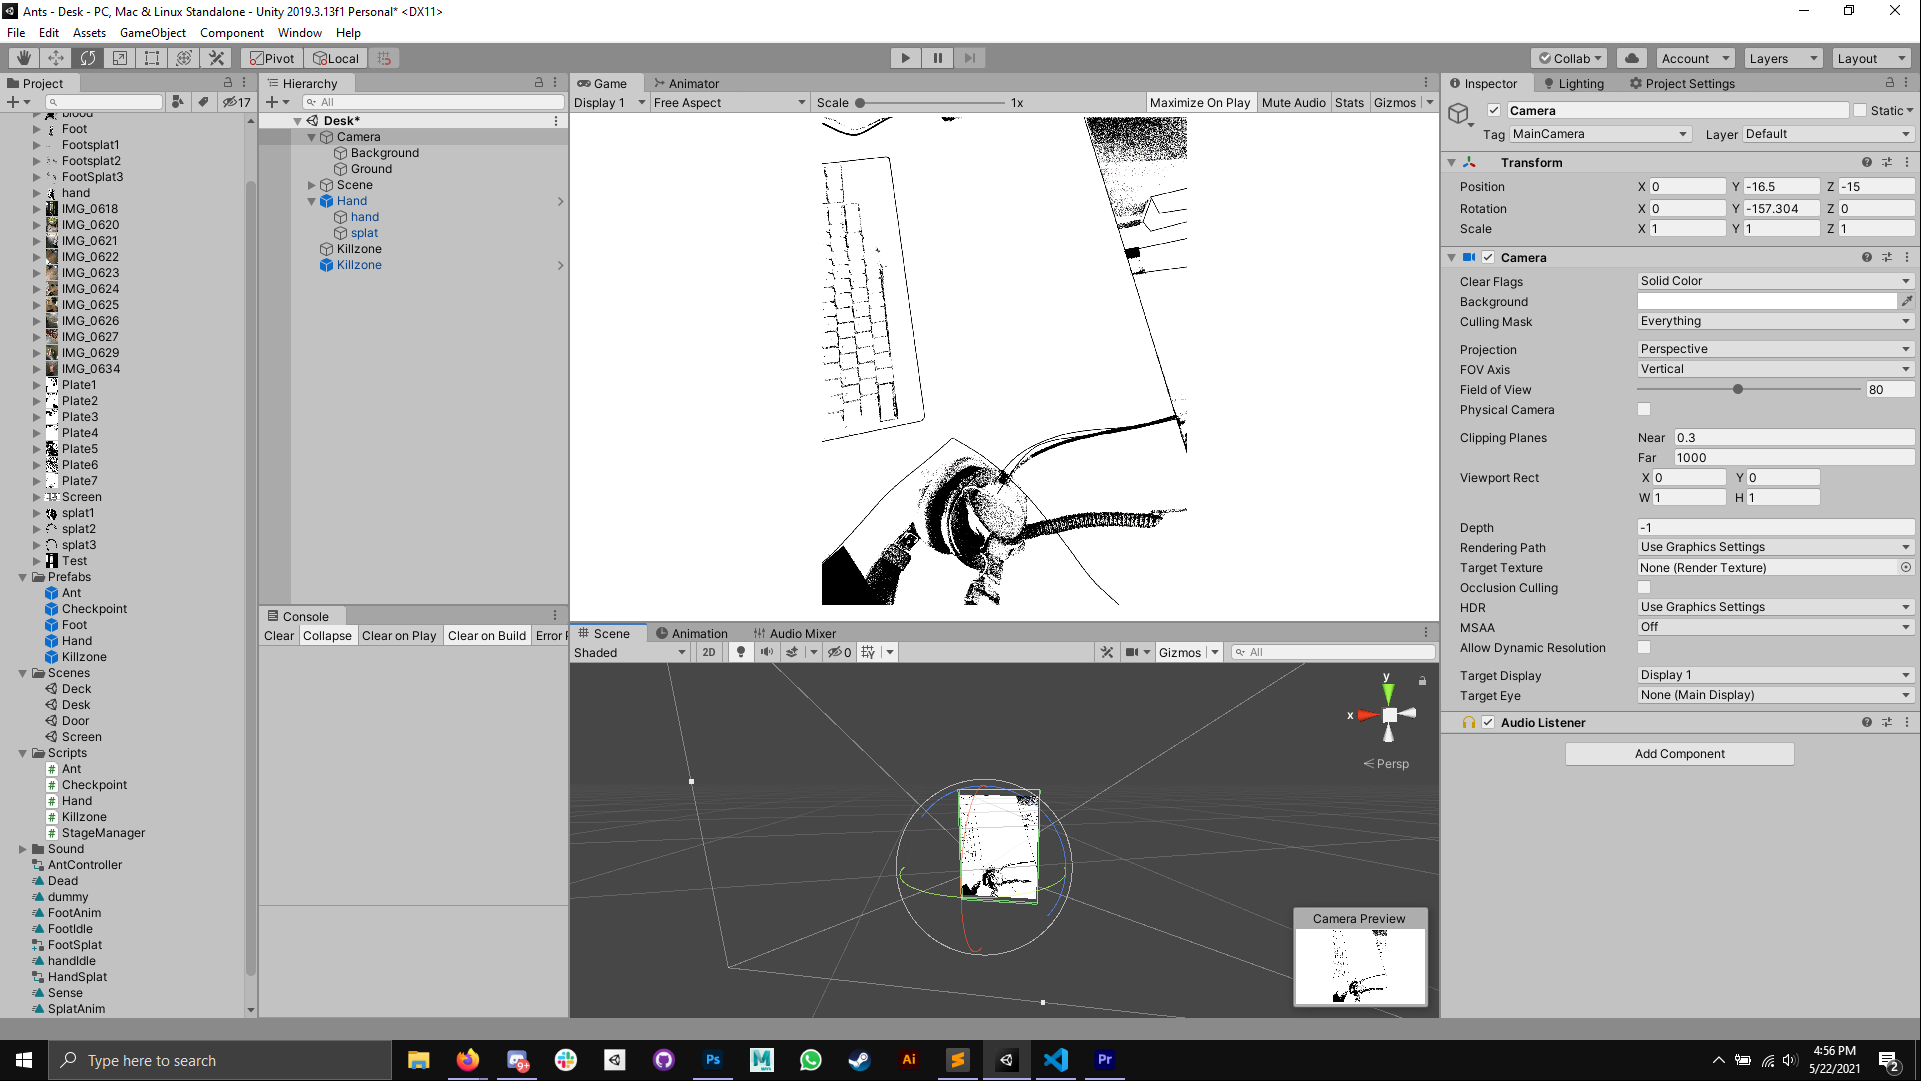 Ants - Desk - PC, Mac & Linux Standalone - Unity 2019.3.13f1 Personal* <DX11>
File Edit Assets GameObject Component Window Help
Pivot Local Collab Account Layers Layout
Project
17
Foot
Footsplat1
Footsplat2
FootSplat3
hand
IMG_0618
IMG_0620
IMG_0621
IMG_0622
IMG_0623
IMG_0624
IMG_0625
IMG_0626
IMG_0627
IMG_0629
IMG_0634
Plate1
Plate2
Plate3
Plate4
Plate5
Plate6
Plate7
Screen
splat1
splat2
splat3
Test
Prefabs
Ant
Checkpoint
Foot
Hand
Killzone
Scenes
Deck
Desk
Door
Screen
Scripts
Ant
Checkpoint
Hand
Killzone
StageManager
Sound
AntController
Dead
dummy
FootAnim
FootIdle
FootSplat
handIdle
HandSplat
Sense
SplatAnim
Hierarchy
All
Desk*
Camera
Background
Ground
Scene
Hand
hand
splat
Killzone
Killzone
Console
Clear Collapse Clear on Play Clear on Build Error P
Game Animator
Display 1 Free Aspect Scale 1x Maximize On Play Mute Audio Stats Gizmos
Scene Animation Audio Mixer
Shaded 2D 0 Gizmos All
y
x
Persp
Camera Preview
Inspector Lighting Project Settings
Camera Static
Tag MainCamera Layer Default
Transform
Position X 0 Y -16.5 Z -15
Rotation X 0 Y -157.304 Z 0
Scale X 1 Y 1 Z 1
Camera
Clear Flags Solid Color
Background
Culling Mask Everything
Projection Perspective
FOV Axis Vertical
Field of View 80
Physical Camera
Clipping Planes Near 0.3
Far 1000
Viewport Rect X 0 Y 0
W 1 H 1
Depth -1
Rendering Path Use Graphics Settings
Target Texture None (Render Texture)
Occlusion Culling
HDR Use Graphics Settings
MSAA Off
Allow Dynamic Resolution
Target Display Display 1
Target Eye None (Main Display)
Audio Listener
Add Component
Type here to search
9+
Ps
Ai
Pr
4:56 PM
5/22/2021
2